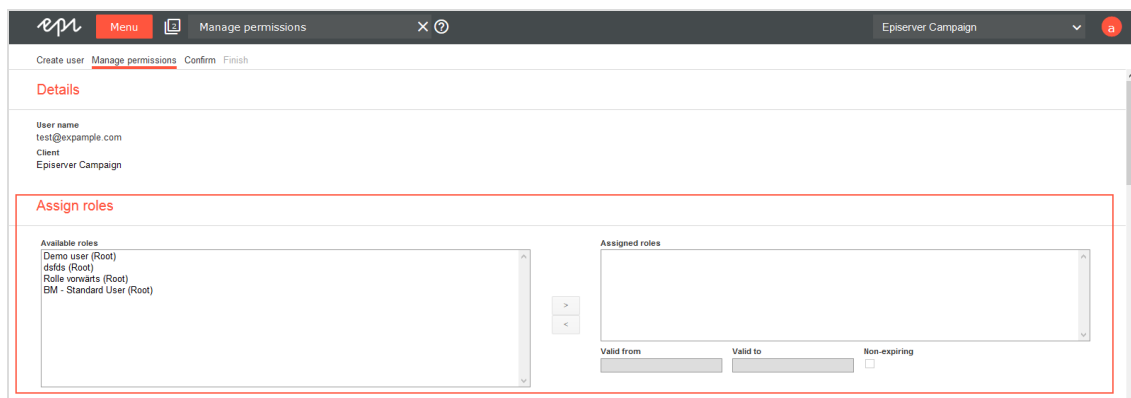 epi Menu 2 Manage permissions Episerver Campaign a
Create user Manage permissions Confirm Finish
Details
User name
test@expample.com
Client
Episerver Campaign
Assign roles
Available roles
Demo user (Root)
dsfds (Root)
Rolle vorwärts (Root)
BM - Standard User (Root)
>
<
Assigned roles
Valid from Valid to Non-expiring